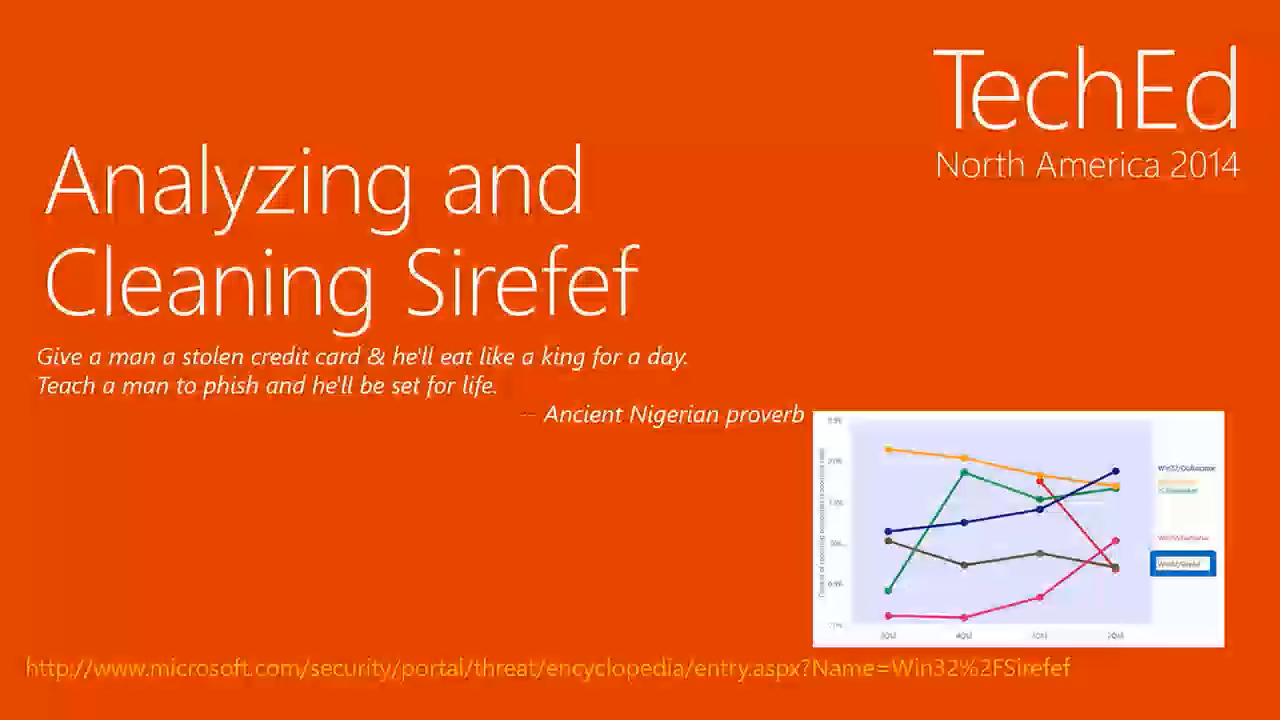 TechEd
North America 2014
Analyzing and
Cleaning Sirefef
Give a man a stolen credit card & he'll eat like a king for a day.
Teach a man to phish and he'll be set for life.
-- Ancient Nigerian proverb
Win32/Sirefef
http://www.microsoft.com/security/portal/threat/encyclopedia/entry.aspx?Name=Win32%2FSirefef